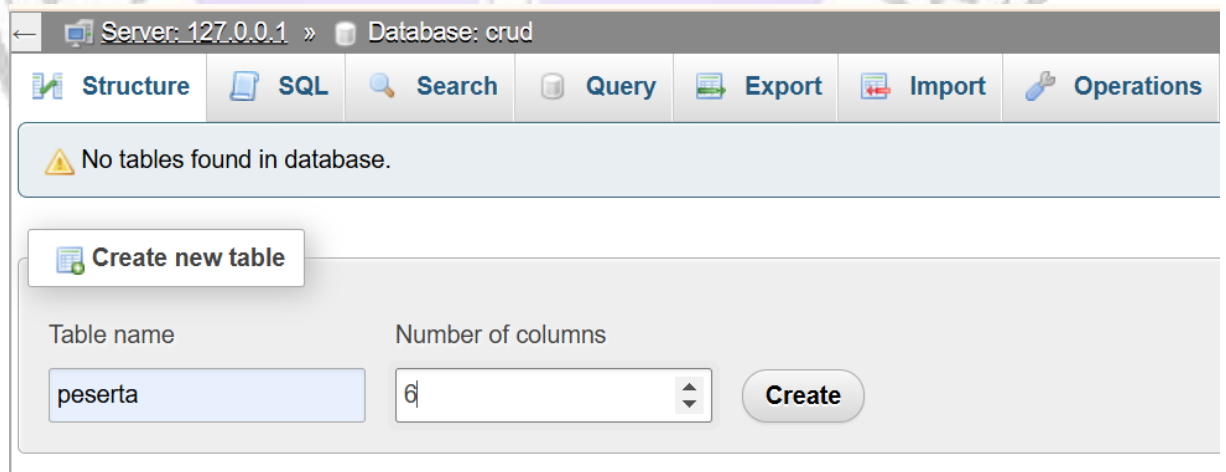 ← Server: 127.0.0.1 » Database: crud
Structure SQL Search Query Export Import Operations
No tables found in database.
Create new table
Table name Number of columns
peserta 6 Create